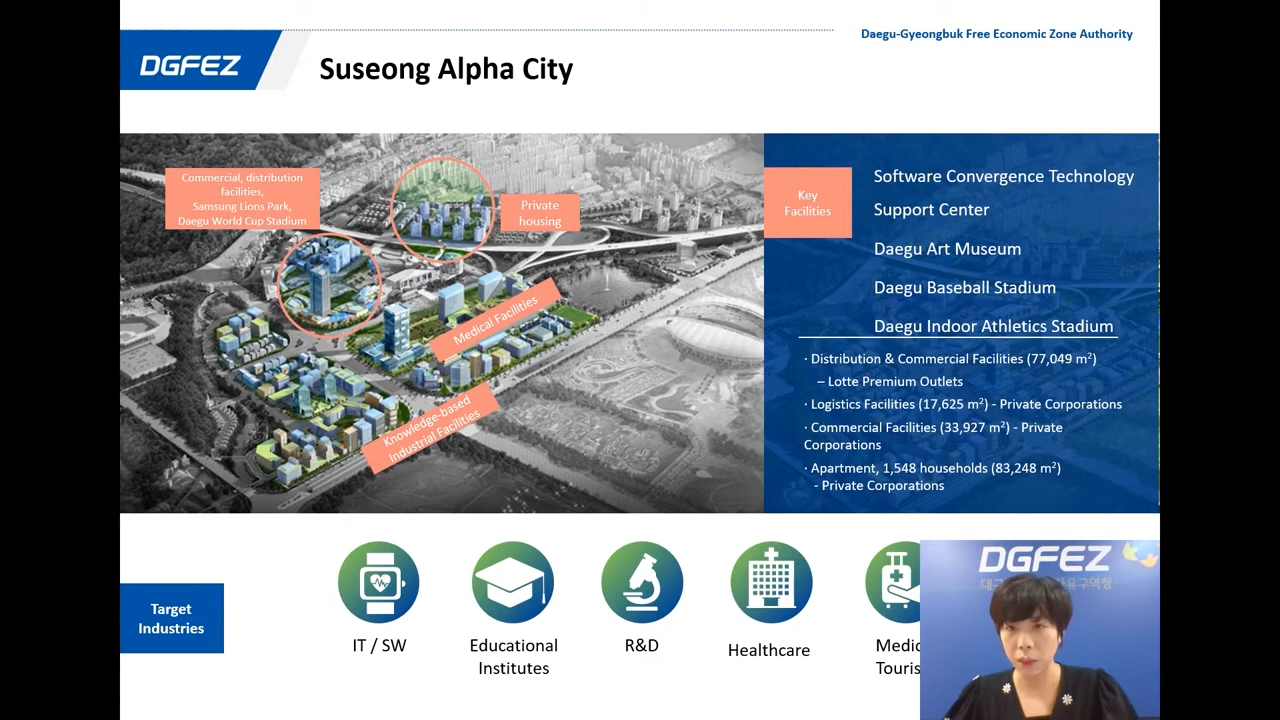 Daegu-Gyeongbuk Free Economic Zone Authority
DGFEZ
Suseong Alpha City
Commercial, distribution
facilities,
Samsung Lions Park,
Daegu World Cup Stadium
Private
housing
Medical Facilities
Knowledge-based
Industrial Facilities
Key
Facilities
Software Convergence Technology
Support Center
Daegu Art Museum
Daegu Baseball Stadium
Daegu Indoor Athletics Stadium
· Distribution & Commercial Facilities (77,049 m²)
– Lotte Premium Outlets
· Logistics Facilities (17,625 m²) - Private Corporations
· Commercial Facilities (33,927 m²) - Private
Corporations
· Apartment, 1,548 households (83,248 m²)
- Private Corporations
Target
Industries
IT / SW
Educational
Institutes
R&D
Healthcare
DGFEZ